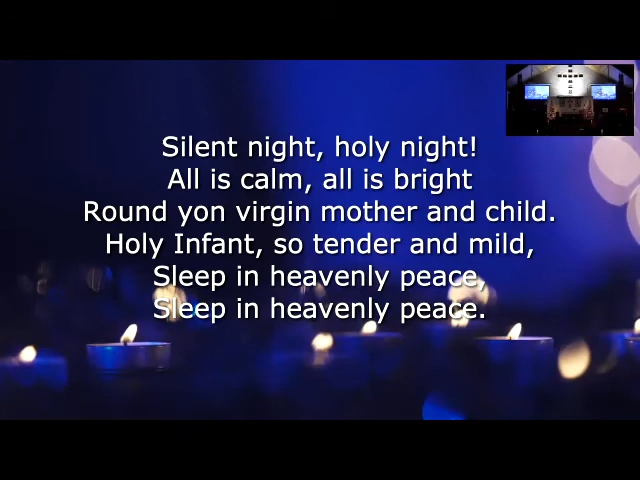 Silent night, holy night!
All is calm, all is bright
Round yon virgin mother and child.
Holy Infant, so tender and mild,
Sleep in heavenly peace,
Sleep in heavenly peace.